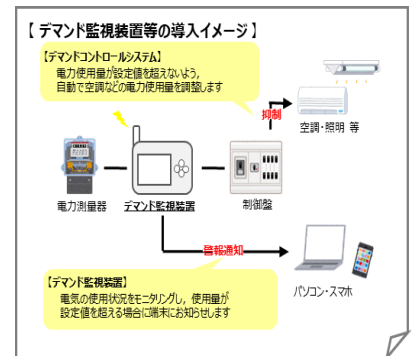 【 デマンド監視装置等の導入イメージ 】
【デマンドコントロールシステム】
電力使用量が設定値を超えないよう，
自動で空調などの電力使用量を調整します
抑制
空調・照明 等
電力測量器
デマンド監視装置
制御盤
警報通知
【デマンド監視装置】
電気の使用状況をモニタリングし，使用量が
設定値を超える場合に端末にお知らせします
パソコン・スマホ